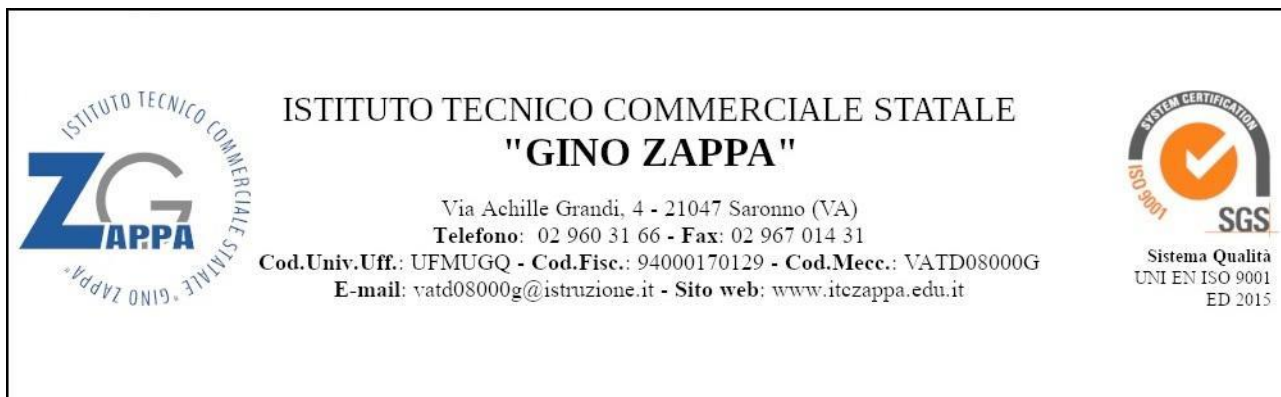 ISTITUTO TECNICO COMMERCIALE STATALE "GINO ZAPPA"
ZG
ZAPPA
ISTITUTO TECNICO COMMERCIALE STATALE
"GINO ZAPPA"
Via Achille Grandi, 4 - 21047 Saronno (VA)
Telefono: 02 960 31 66 - Fax: 02 967 014 31
Cod.Univ.Uff.: UFMUGQ - Cod.Fisc.: 94000170129 - Cod.Mecc.: VATD08000G
E-mail: vatd08000g@istruzione.it - Sito web: www.itczappa.edu.it
SYSTEM CERTIFICATION
ISO 9001
SGS
Sistema Qualità
UNI EN ISO 9001
ED 2015